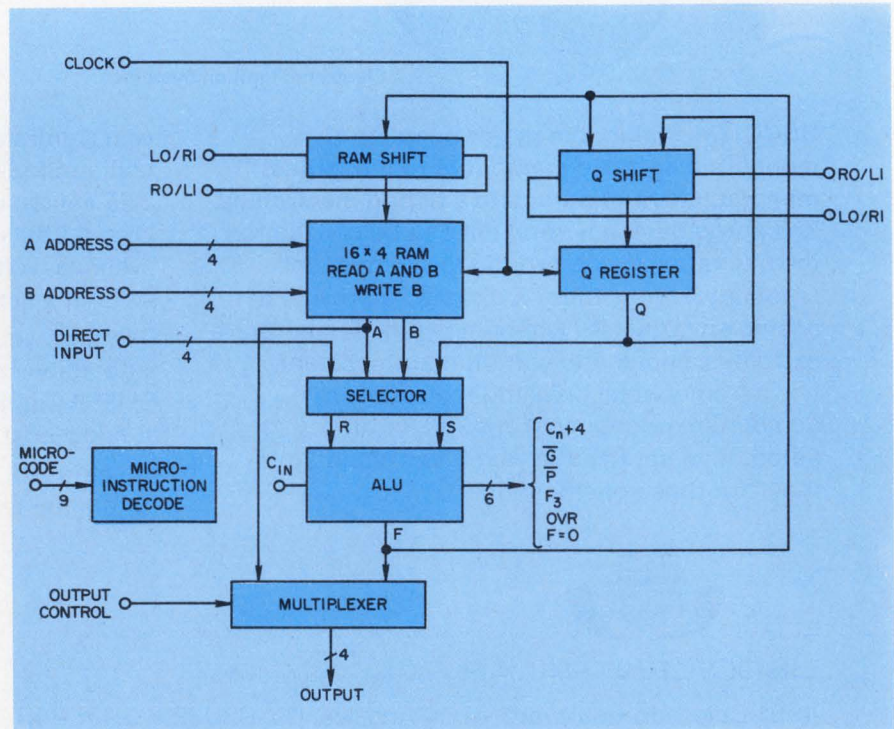 CLOCK
LO/RI
RO/LI
RAM SHIFT
Q SHIFT
RO/LI
LO/RI
A ADDRESS
4
B ADDRESS
4
16 x 4 RAM
READ A AND B
WRITE B
Q REGISTER
Q
DIRECT
INPUT
4
A
B
SELECTOR
R
S
MICRO-
CODE
9
MICRO-
INSTRUCTION
DECODE
CIN
ALU
6
Cn+4
G̅
P̅
F3
OVR
F=0
F
OUTPUT
CONTROL
MULTIPLEXER
4
OUTPUT